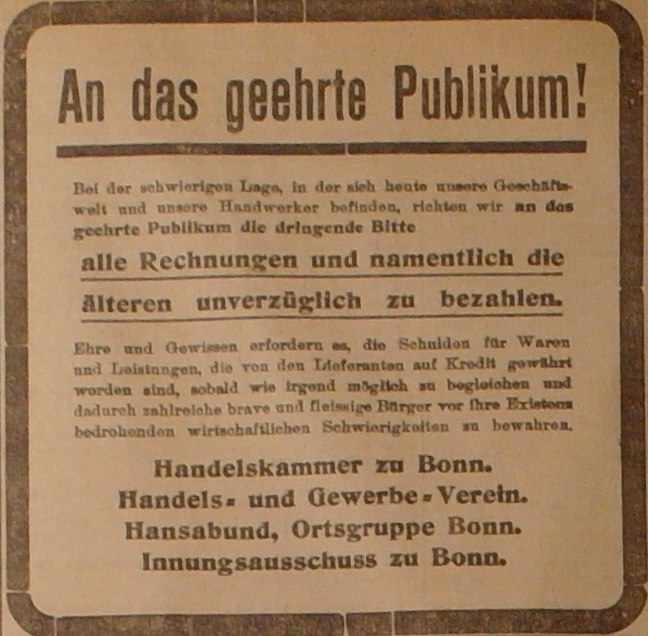 An das geehrte Publikum!
Bei der schwierigen Lage, in der sich heute unsere Geschäfts-
welt und unsere Handwerker befinden, richten wir an das
geehrte Publikum die dringende Bitte
alle Rechnungen und namentlich die
älteren unverzüglich zu bezahlen.
Ehre und Gewissen erfordern es, die Schulden für Waren
und Leistungen, die von den Lieferanten auf Kredit gewährt
worden sind, sobald wie irgend möglich zu begleichen und
dadurch zahlreiche brave und fleissige Bürger vor ihre Existenz
bedrohenden wirtschaftlichen Schwierigkeiten zu bewahren.
Handelskammer zu Bonn.
Handels- und Gewerbe-Verein.
Hansabund, Ortsgruppe Bonn.
Innungsausschuss zu Bonn.